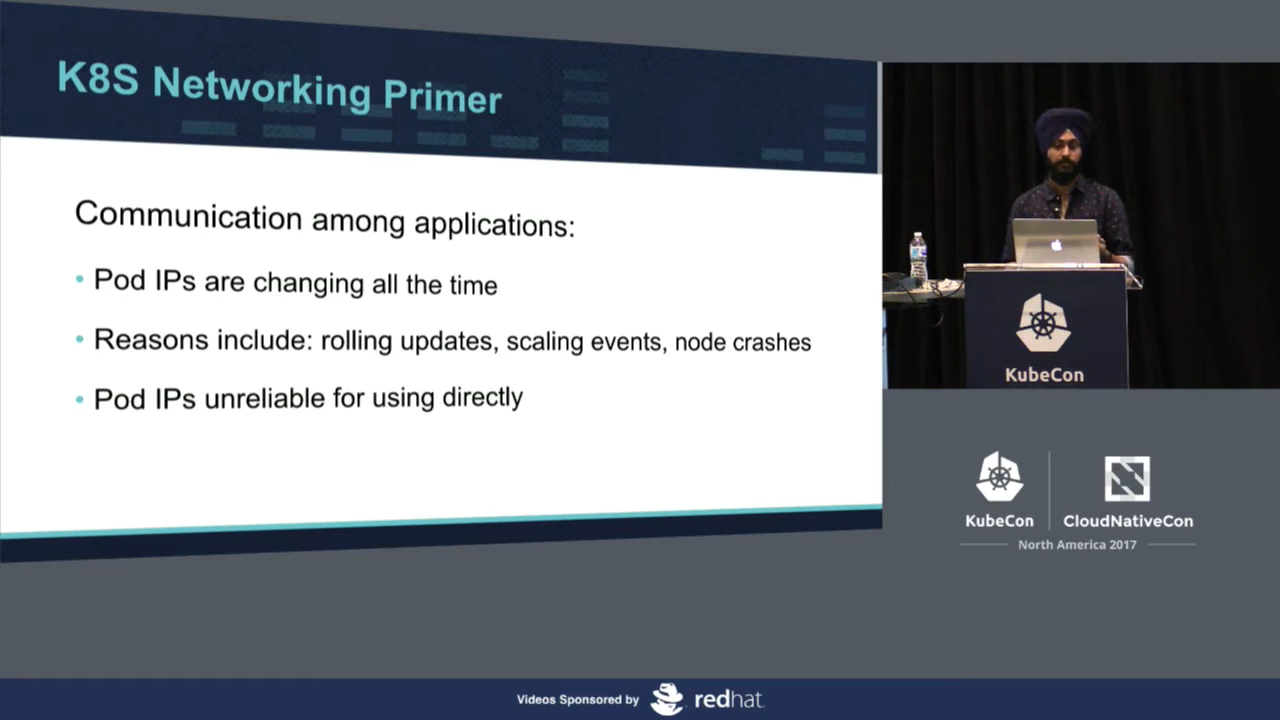 K8S Networking Primer
Communication among applications:
• Pod IPs are changing all the time
• Reasons include: rolling updates, scaling events, node crashes
• Pod IPs unreliable for using directly
KubeCon
KubeCon
CloudNativeCon
North America 2017
Videos Sponsored by
redhat.